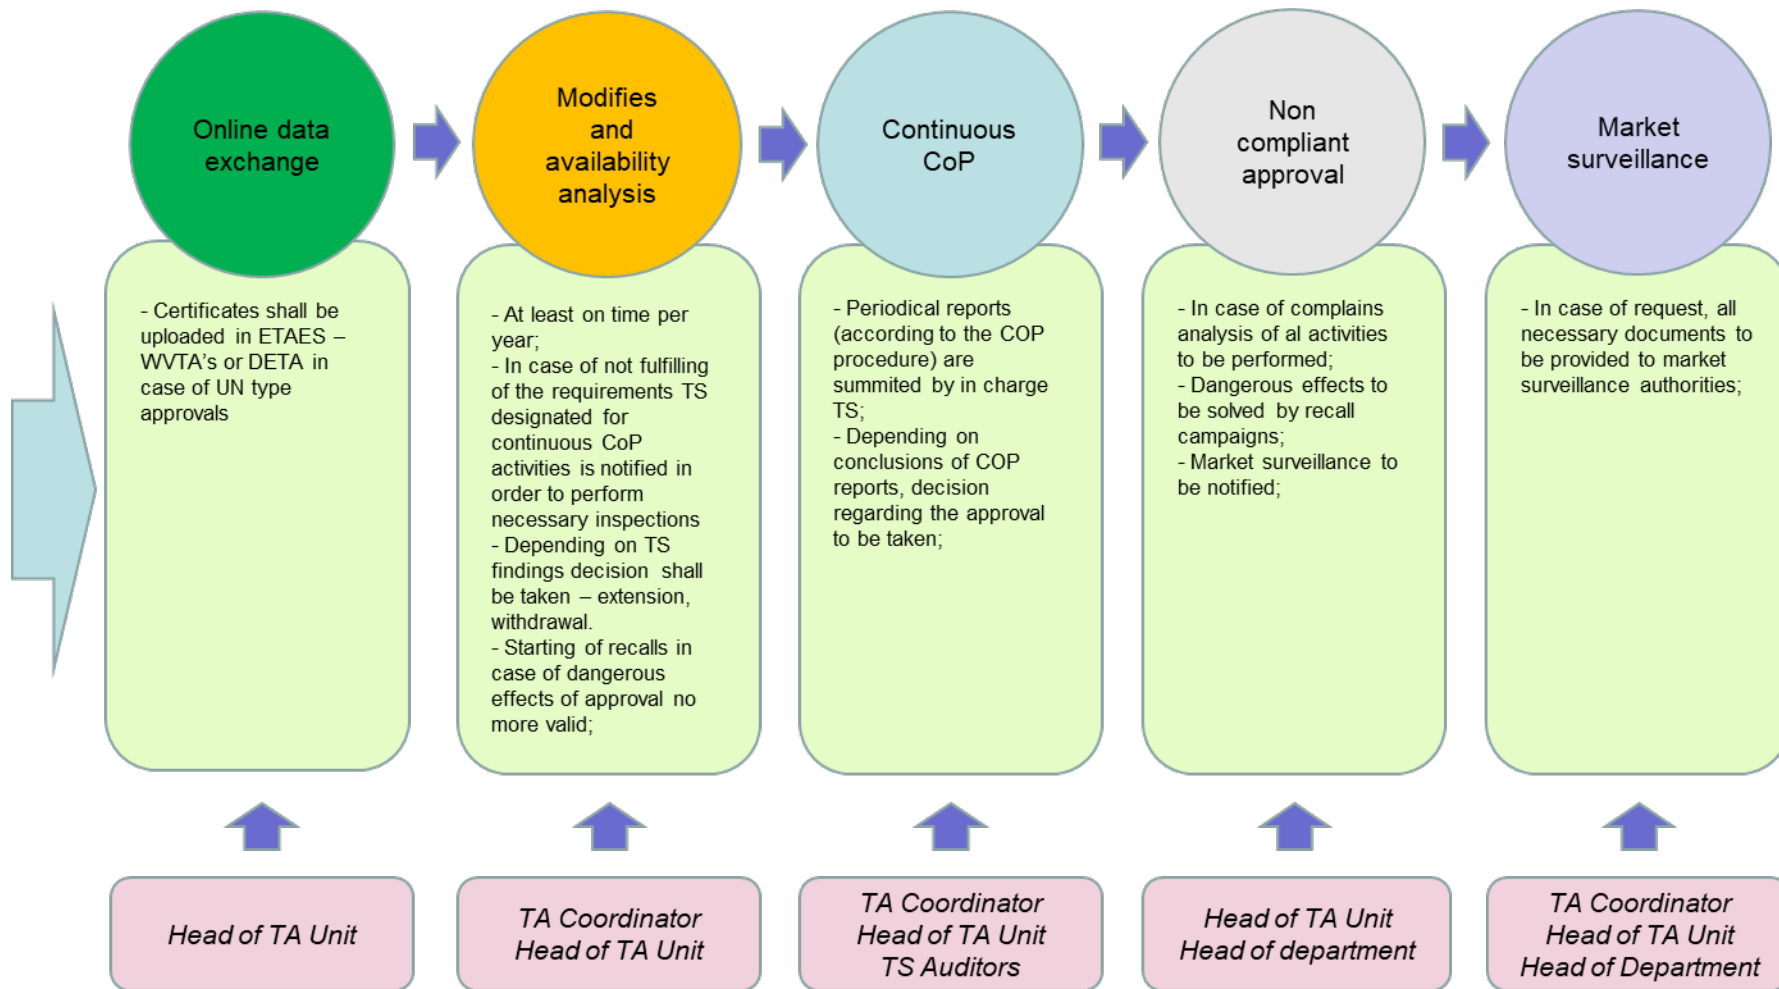 Online data
exchange
Modifies
and
availability
analysis
Continuous
CoP
Non
compliant
approval
Market
surveillance
- Certificates shall be
uploaded in ETAES –
WVTA's or DETA in
case of UN type
approvals
- At least on time per
year;
- In case of not fulfilling
of the requirements TS
designated for
continuous CoP
activities is notified in
order to perform
necessary inspections
- Depending on TS
findings decision shall
be taken – extension,
withdrawal.
- Starting of recalls in
case of dangerous
effects of approval no
more valid;
- Periodical reports
(according to the COP
procedure) are
summited by in charge
TS;
- Depending on
conclusions of COP
reports, decision
regarding the approval
to be taken;
- In case of complains
analysis of al activities
to be performed;
- Dangerous effects to
be solved by recall
campaigns;
- Market surveillance to
be notified;
- In case of request, all
necessary documents to
be provided to market
surveillance authorities;
Head of TA Unit
TA Coordinator
Head of TA Unit
TA Coordinator
Head of TA Unit
TS Auditors
Head of TA Unit
Head of department
TA Coordinator
Head of TA Unit
Head of Department